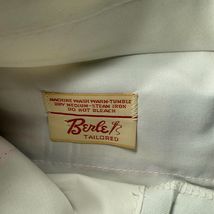 MACHINE WASH WARM-TUMBLE
DRY MEDIUM-STEAM IRON
DO NOT BLEACH
Berle
TAILORED